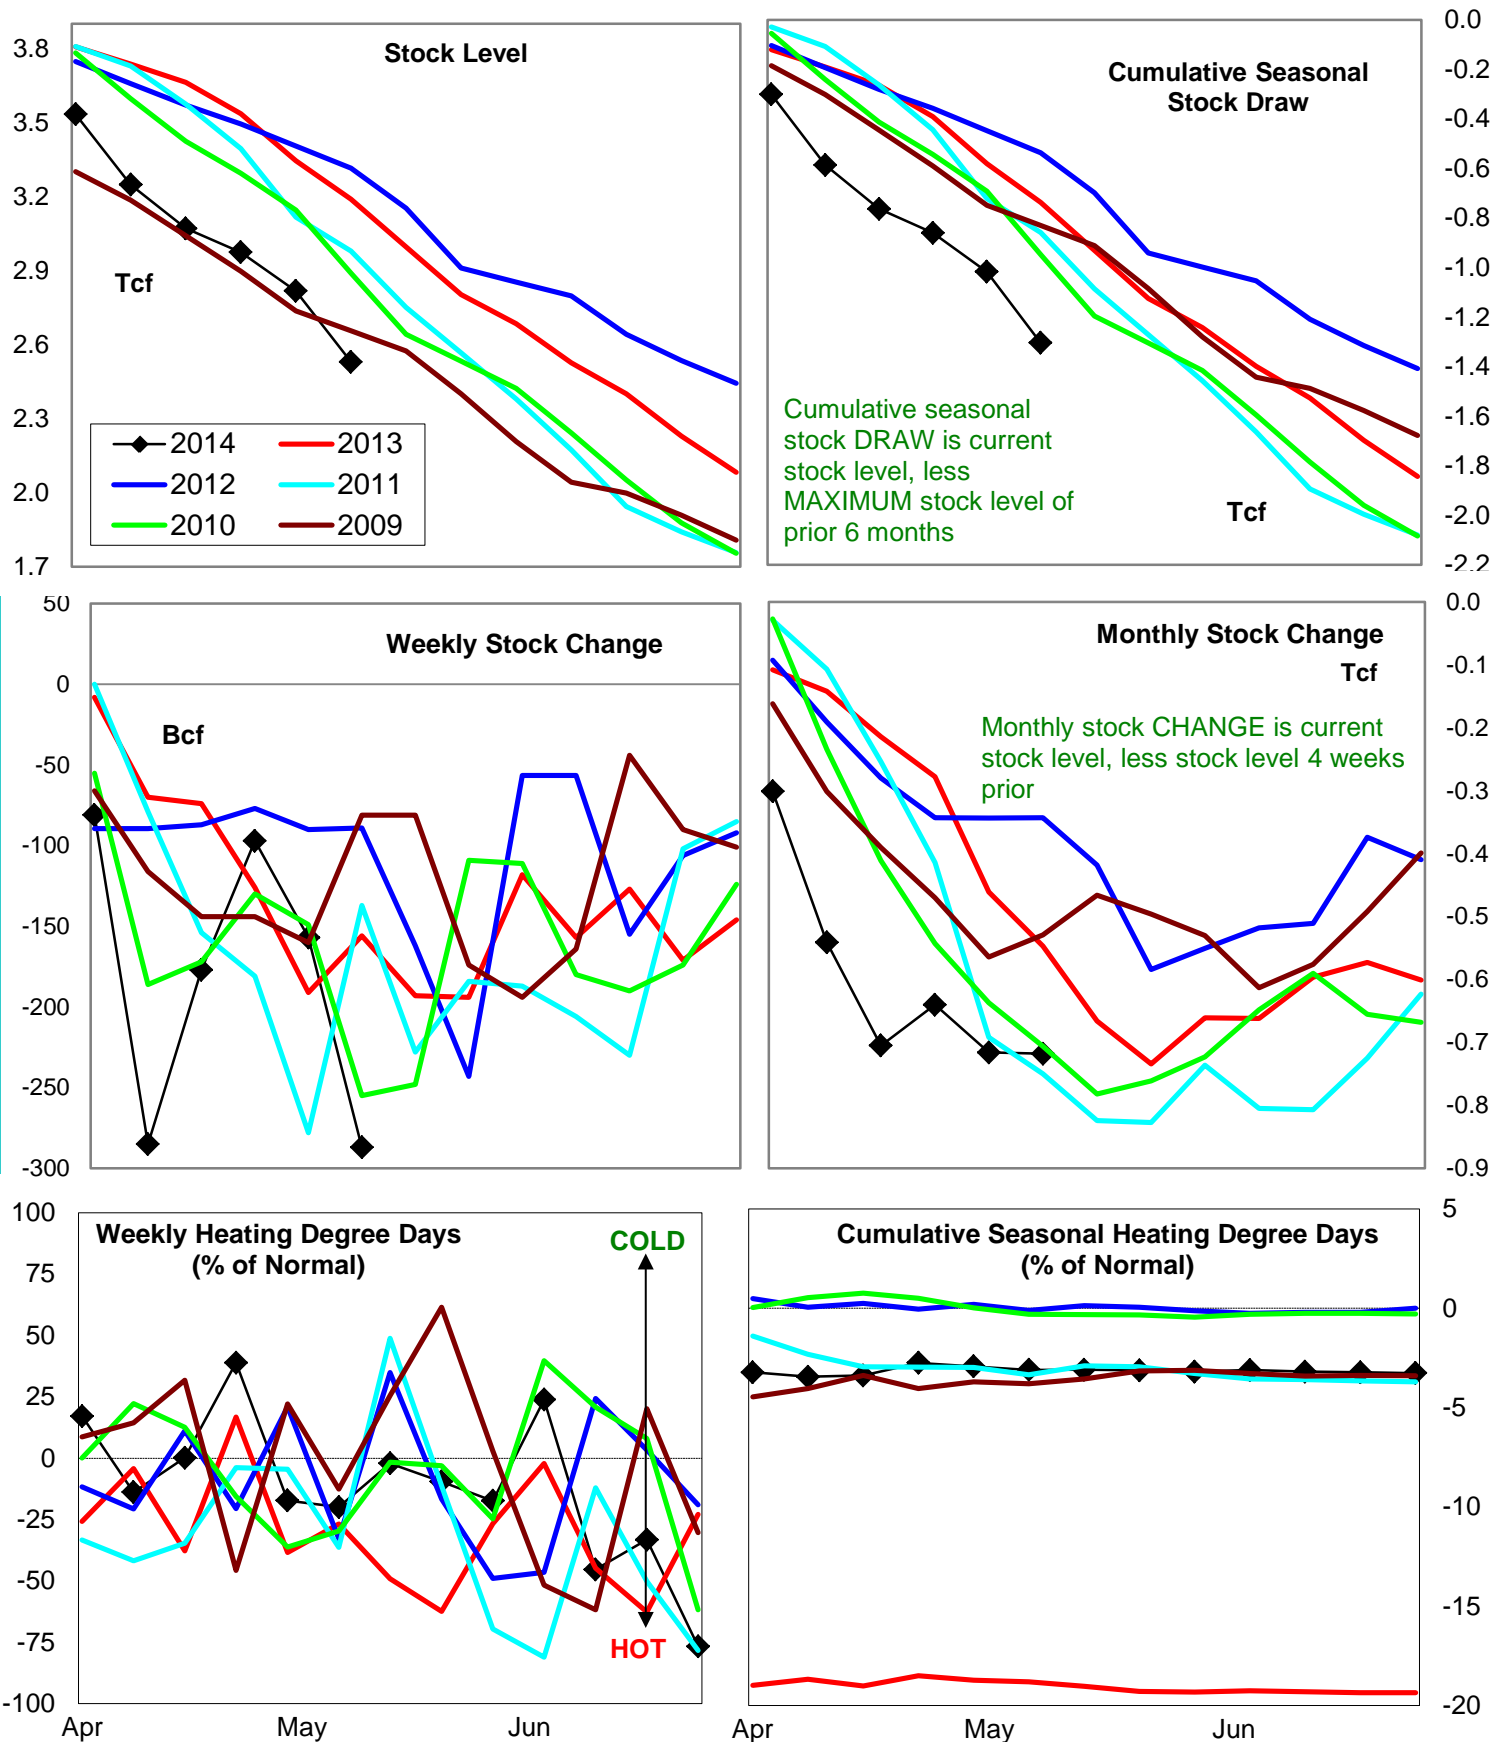 Stock Level
3.8
3.5
3.2
2.9
2.6
2.3
2.0
1.7
Tcf
2014
2013
2012
2011
2010
2009
Cumulative Seasonal
Stock Draw
0.0
-0.2
-0.4
-0.6
-0.8
-1.0
-1.2
-1.4
-1.6
-1.8
-2.0
-2.2
Cumulative seasonal
stock DRAW is current
stock level, less
MAXIMUM stock level of
prior 6 months
Tcf
Weekly Stock Change
50
0
-50
-100
-150
-200
-250
-300
Bcf
Monthly Stock Change
Tcf
Monthly stock CHANGE is current
stock level, less stock level 4 weeks
prior
0.0
-0.1
-0.2
-0.3
-0.4
-0.5
-0.6
-0.7
-0.8
-0.9
Weekly Heating Degree Days
(% of Normal)
COLD
HOT
100
75
50
25
0
-25
-50
-75
-100
Apr
May
Jun
Cumulative Seasonal Heating Degree Days
(% of Normal)
5
0
-5
-10
-15
-20
Apr
May
Jun